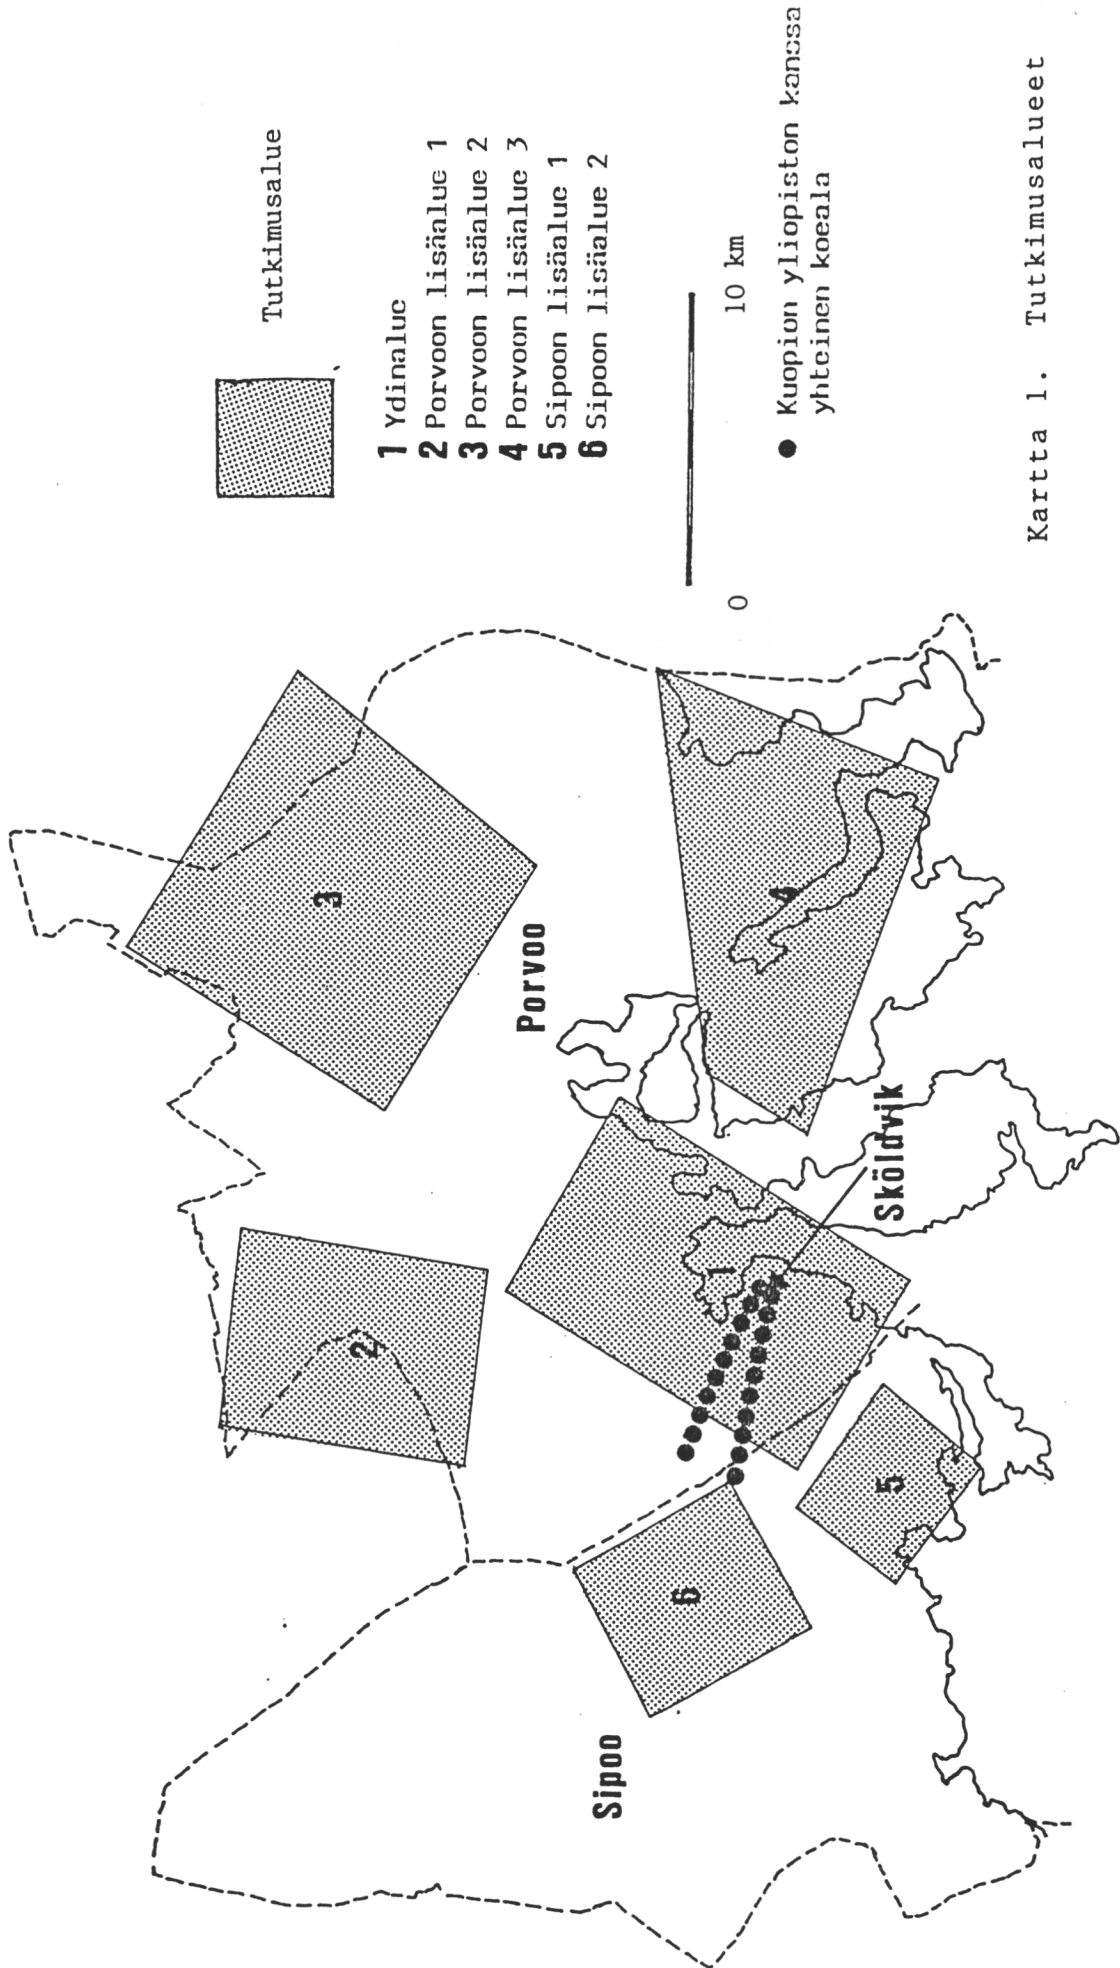 Tutkimusalue
1 Ydinalue
2 Porvoon lisäalue 1
3 Porvoon lisäalue 2
4 Porvoon lisäalue 3
5 Sipoon lisäalue 1
6 Sipoon lisäalue 2
0 10 km
● Kuopion yliopiston kanssa
yhteinen koeala
Kartta 1. Tutkimusalueet
3
2
Porvoo
4
1
Sköldvik
6
5
Sipoo